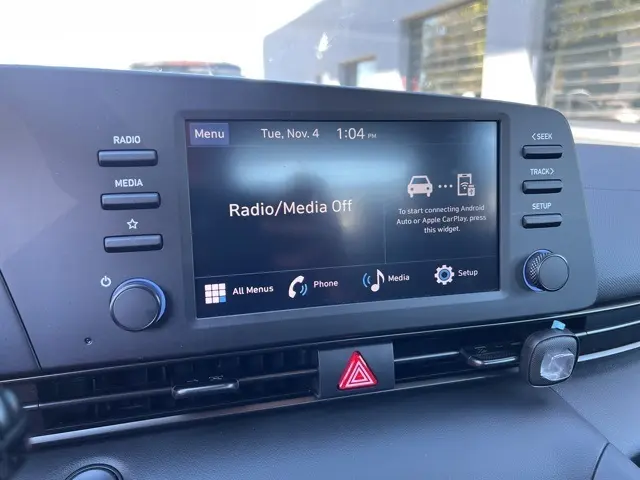 RADIO
MEDIA
Menu
Tue, Nov. 4 1:04 PM
Radio/Media Off
To start connecting Android
Auto or Apple CarPlay, press
this widget.
All Menus
Phone
Media
Setup
<SEEK
TRACK>
SETUP